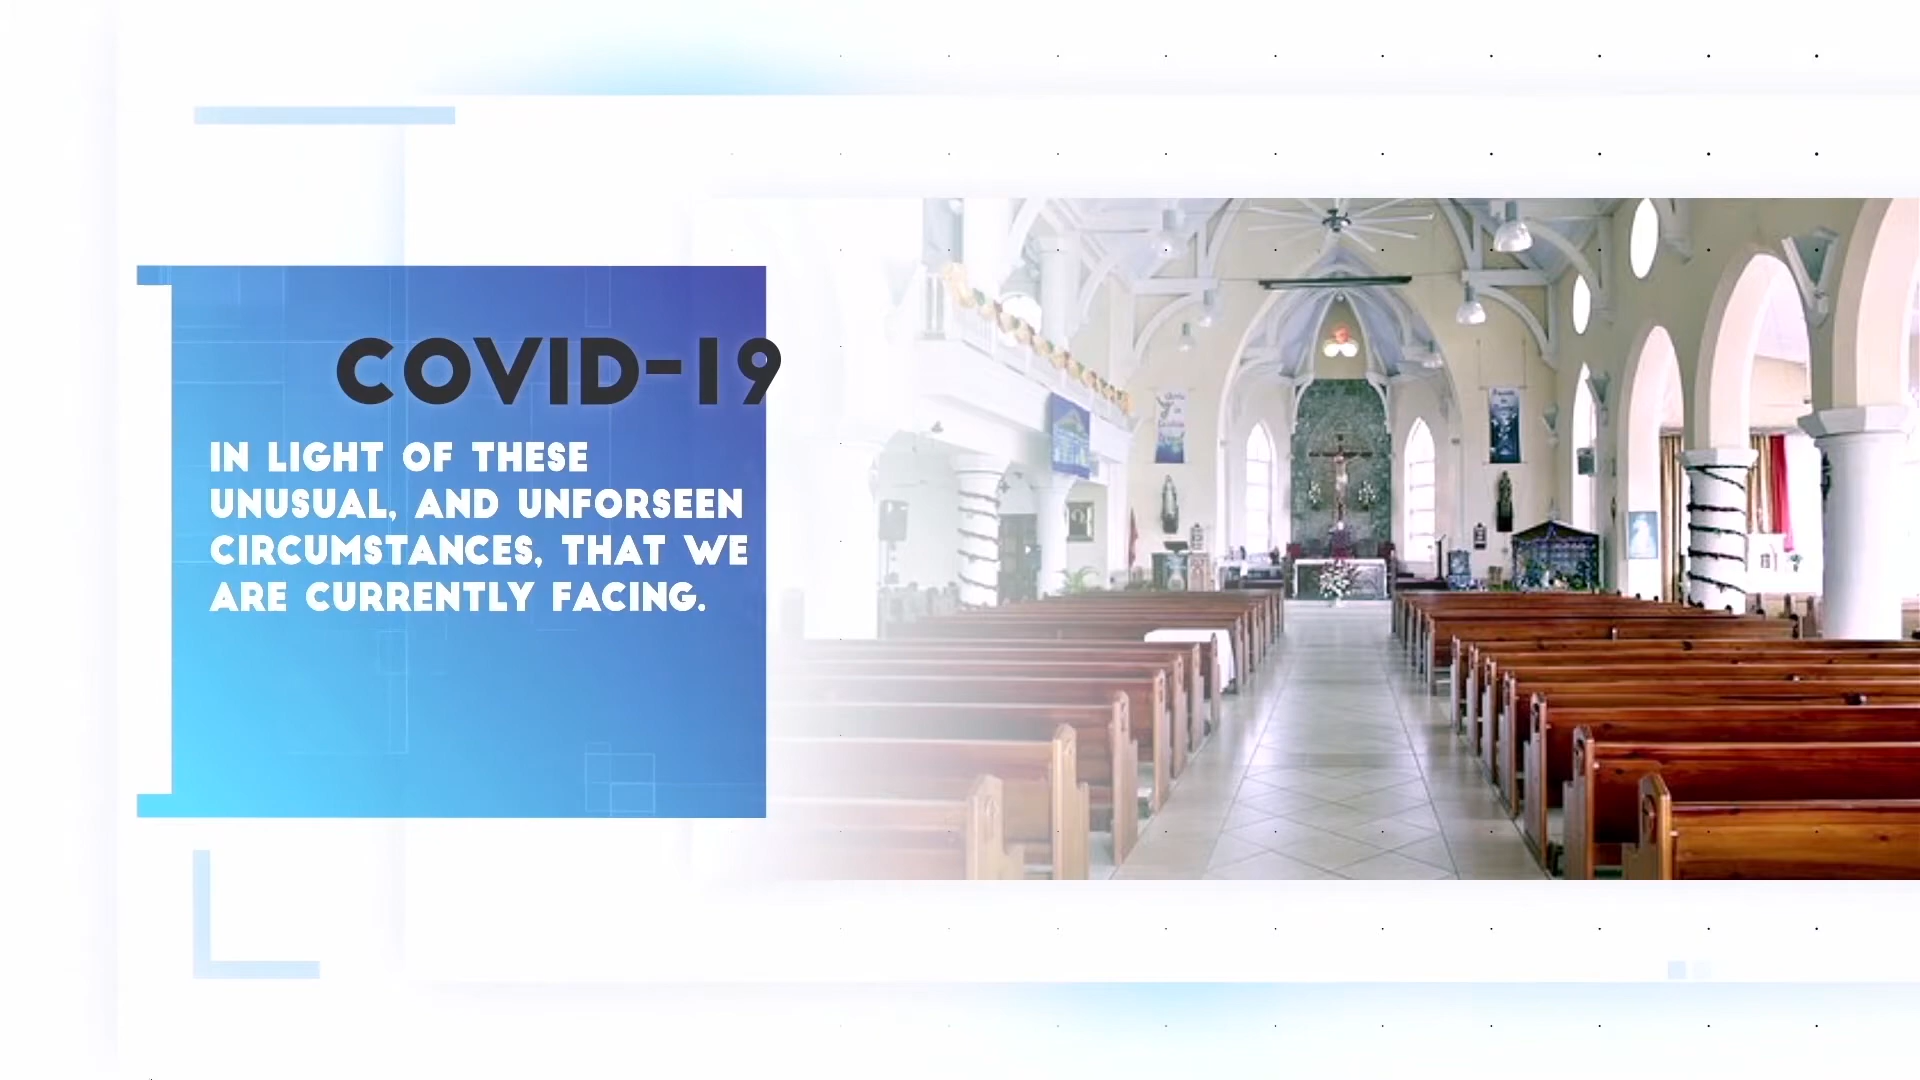 COVID-19
IN LIGHT OF THESE
UNUSUAL, AND UNFORSEEN
CIRCUMSTANCES, THAT WE
ARE CURRENTLY FACING.